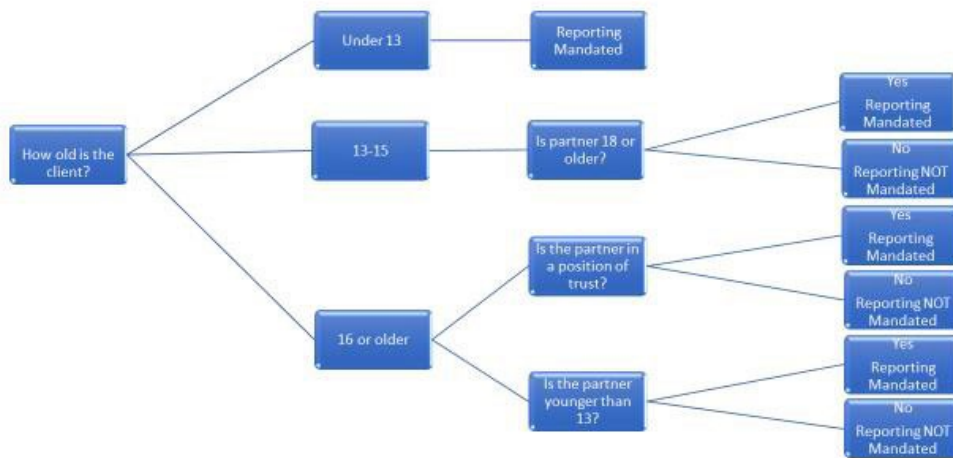 How old is the
client?
Under 13
Reporting
Mandated
13-15
Is partner 18 or
older?
Yes
Reporting
Mandated
No
Reporting NOT
Mandated
16 or older
Is the partner in
a position of
trust?
Yes
Reporting
Mandated
No
Reporting NOT
Mandated
Is the partner
younger than
13?
Yes
Reporting
Mandated
No
Reporting NOT
Mandated